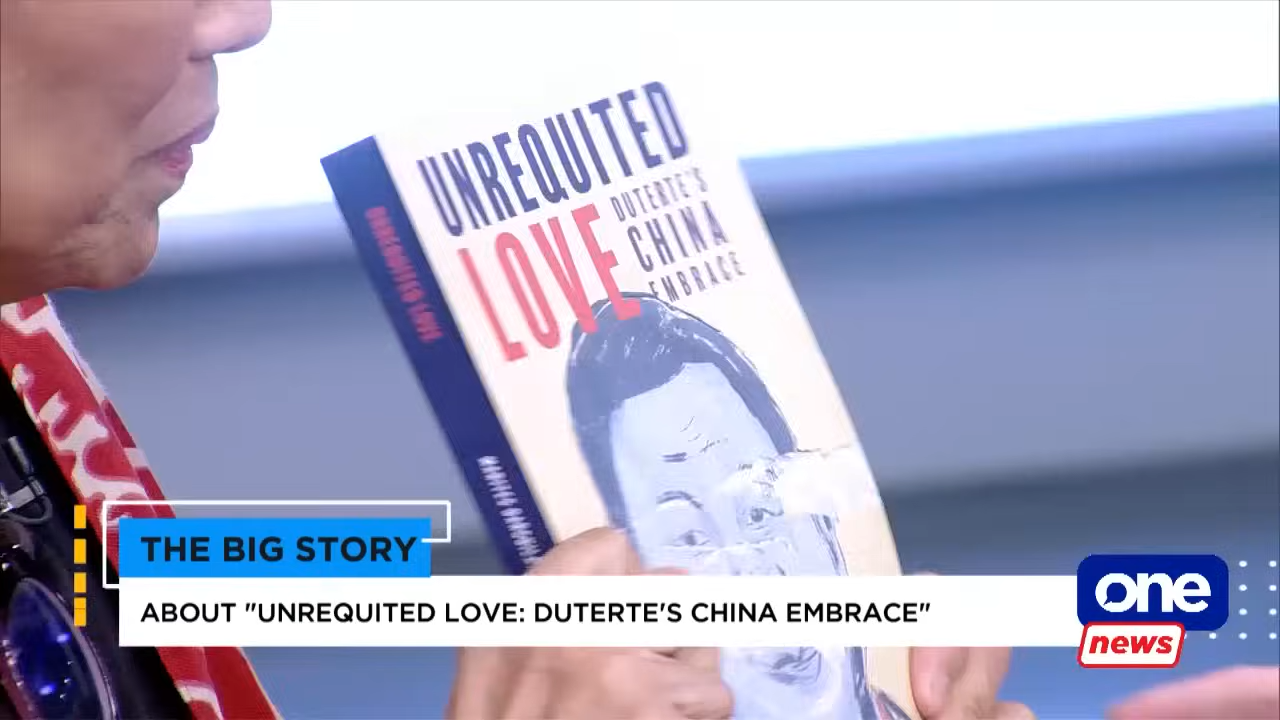 UNREQUITED
LOVE
DUTERTE'S
CHINA
EMBRACE
UNREQUITED LOVE
THE BIG STORY
ABOUT "UNREQUITED LOVE: DUTERTE'S CHINA EMBRACE"
one
news